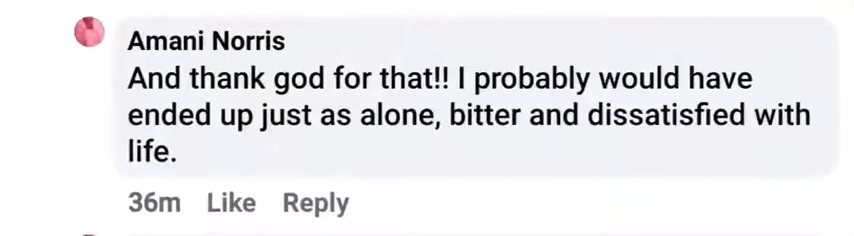 Amani Norris
And thank god for that!! I probably would have
ended up just as alone, bitter and dissatisfied with
life.
36m Like Reply